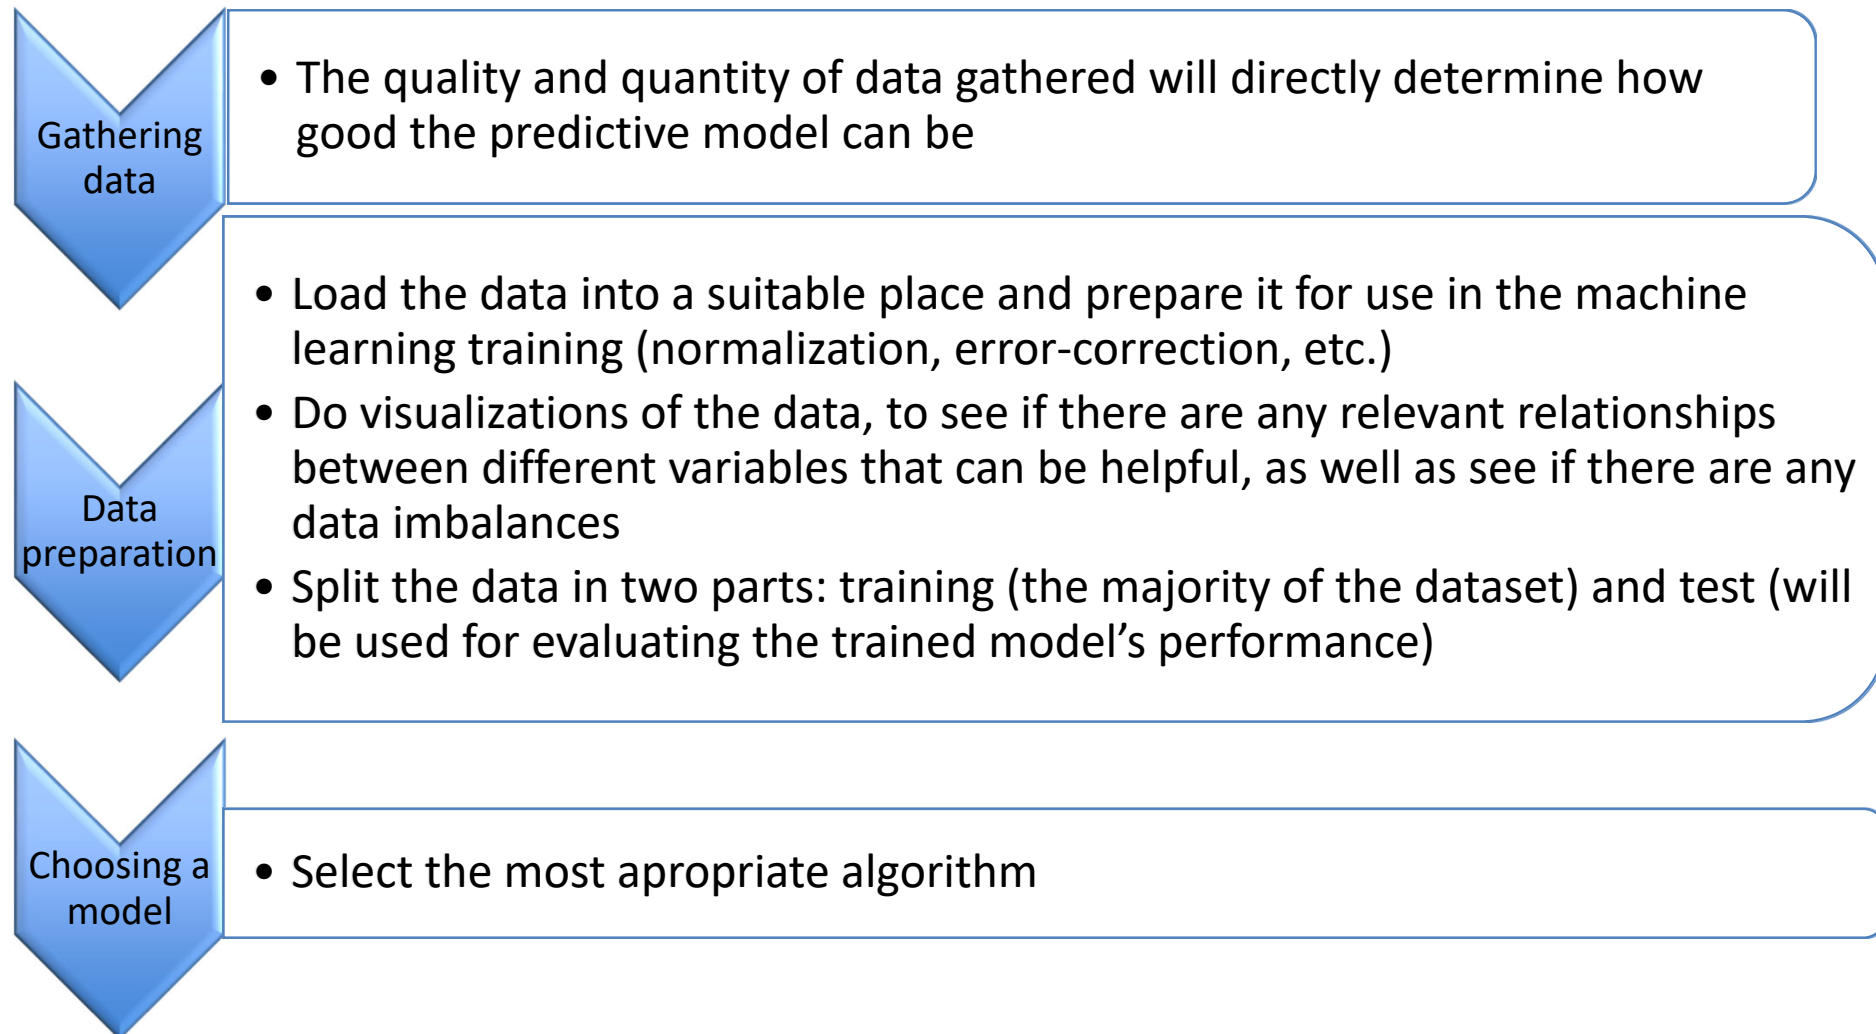 Gathering
data
• The quality and quantity of data gathered will directly determine how
good the predictive model can be
Data
preparation
• Load the data into a suitable place and prepare it for use in the machine
learning training (normalization, error-correction, etc.)
• Do visualizations of the data, to see if there are any relevant relationships
between different variables that can be helpful, as well as see if there are any
data imbalances
• Split the data in two parts: training (the majority of the dataset) and test (will
be used for evaluating the trained model’s performance)
Choosing a
model
• Select the most apropriate algorithm